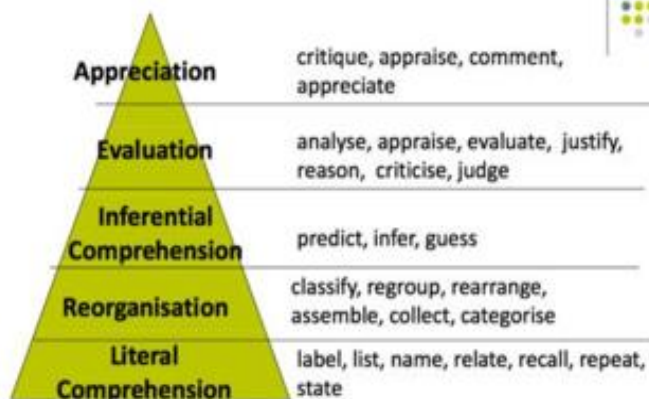 Appreciation
critique, appraise, comment,
appreciate
Evaluation
analyse, appraise, evaluate, justify,
reason, criticise, judge
Inferential
Comprehension
predict, infer, guess
Reorganisation
classify, regroup, rearrange,
assemble, collect, categorise
Literal
Comprehension
label, list, name, relate, recall, repeat,
state